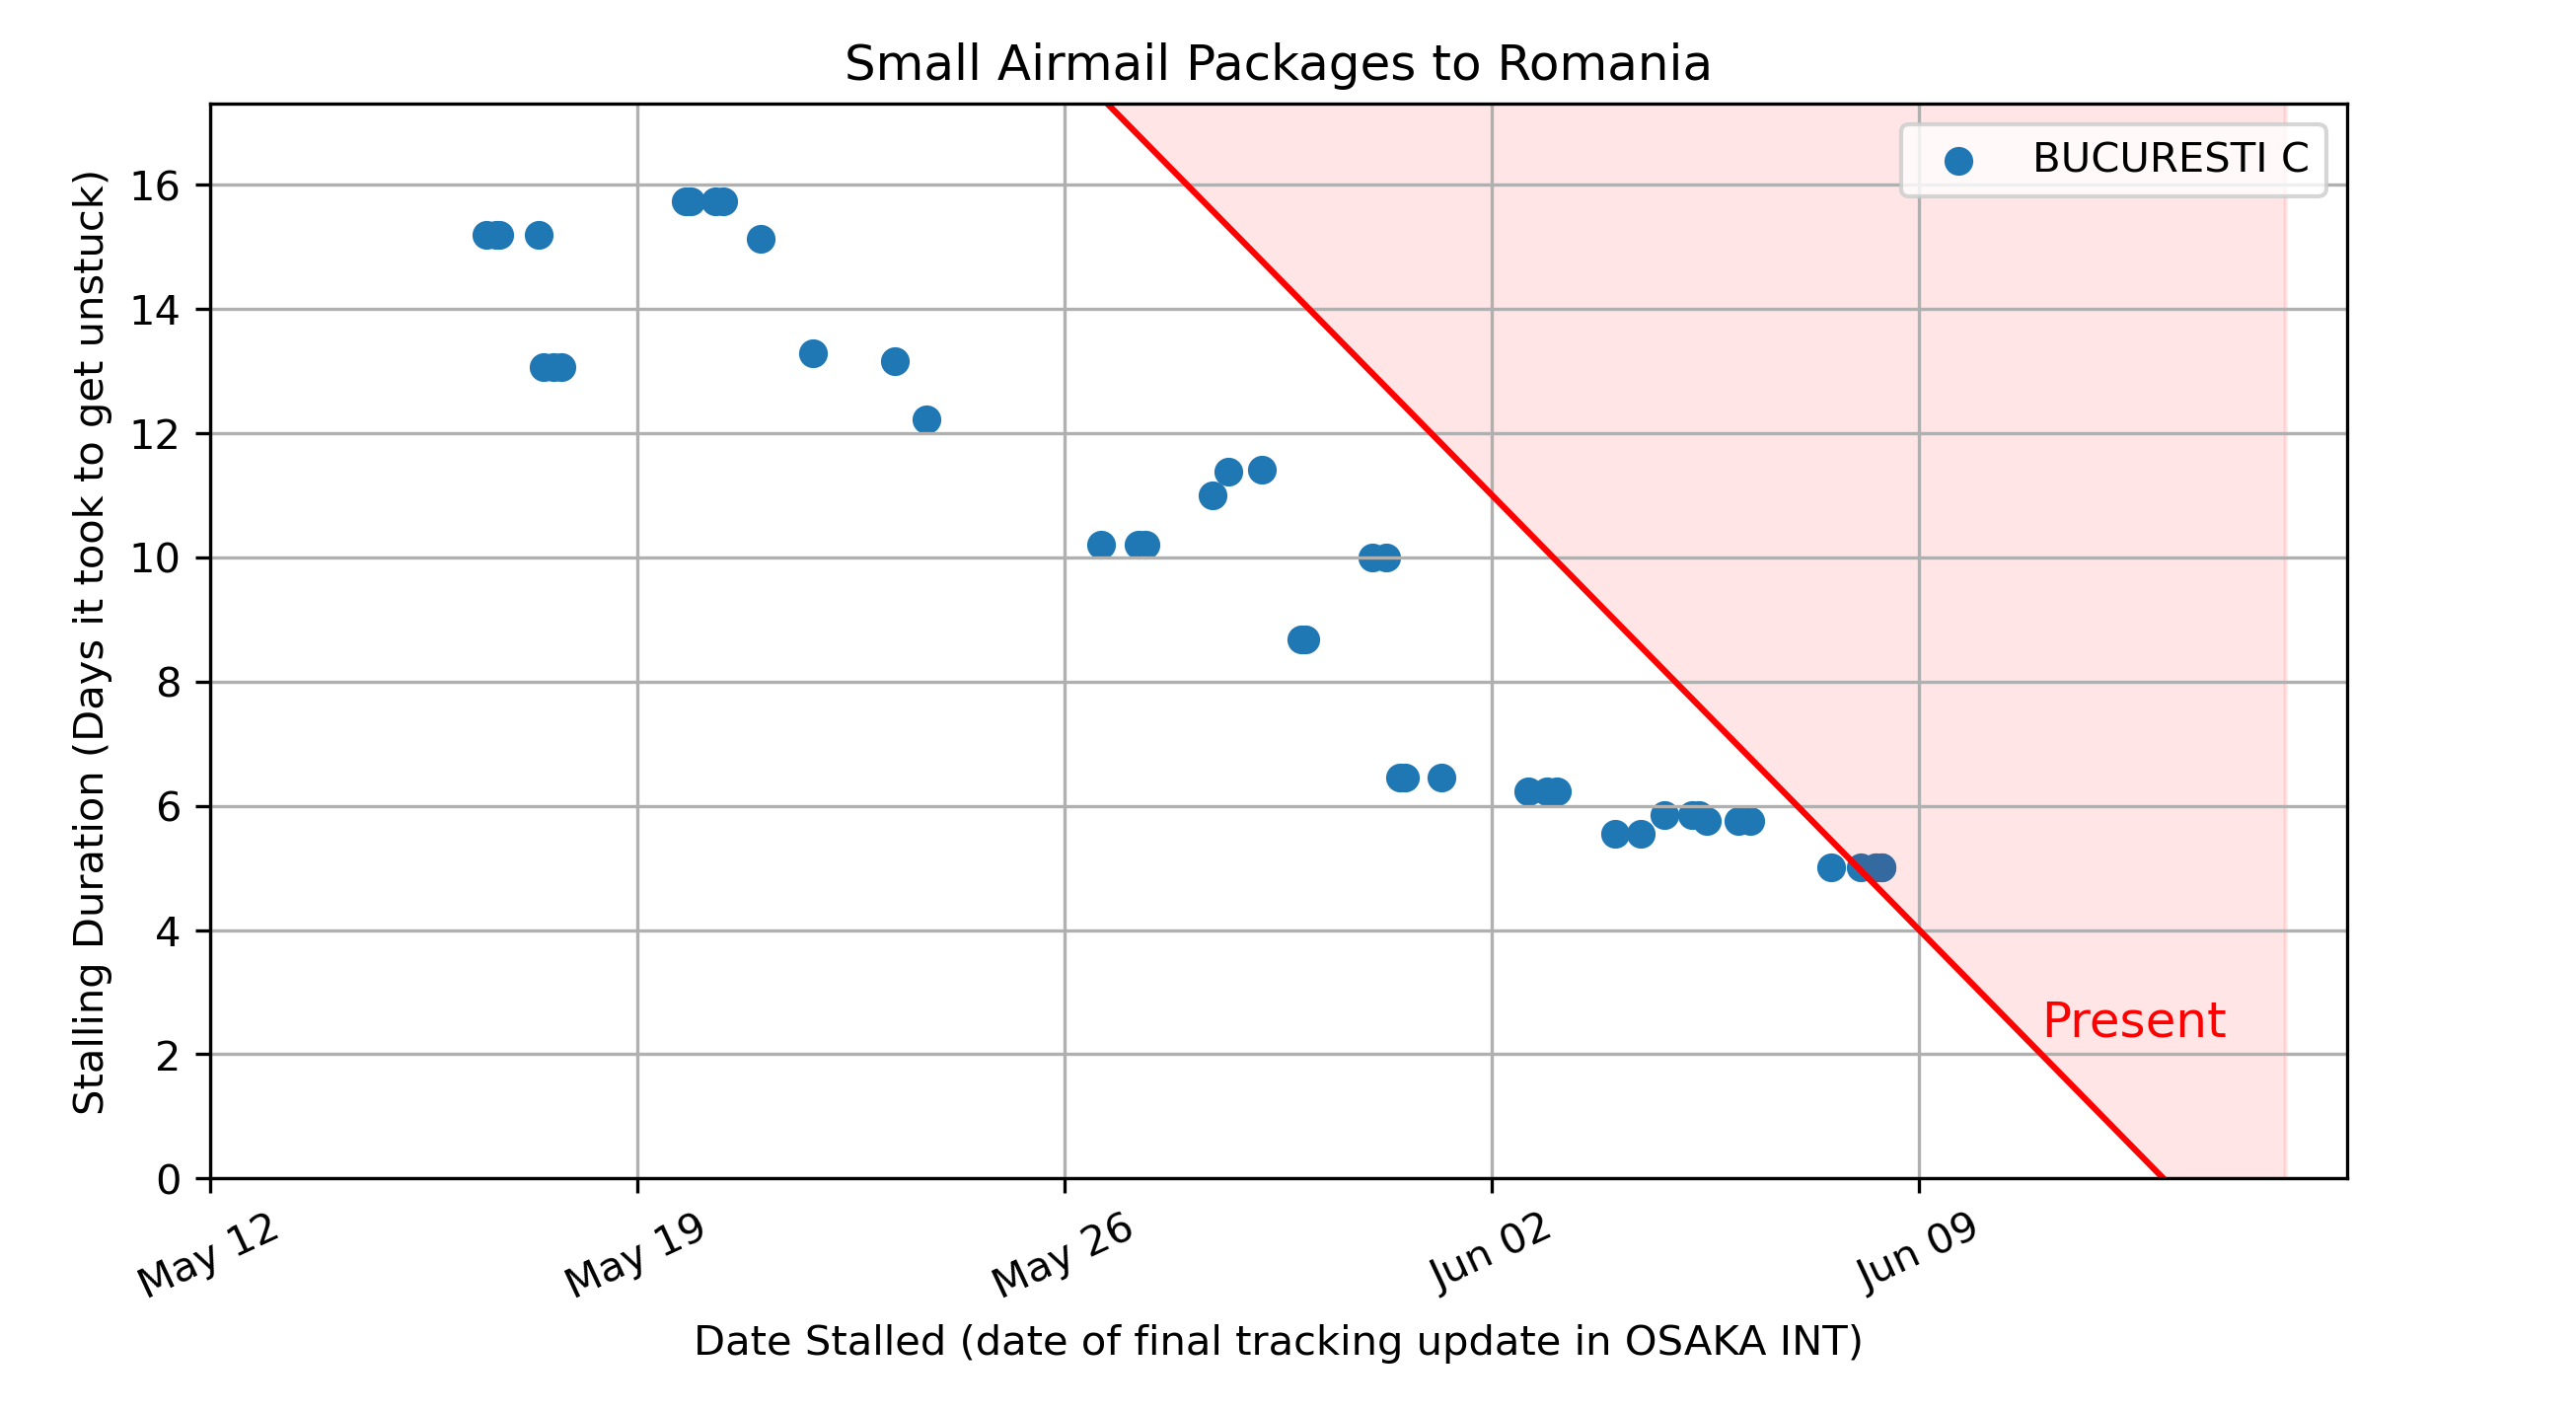 Small Airmail Packages to Romania
BUCURESTI C
Stalling Duration (Days it took to get unstuck)
16
14
12
10
8
6
4
2
0
Present
May 12
May 19
May 26
Jun 02
Jun 09
Date Stalled (date of final tracking update in OSAKA INT)